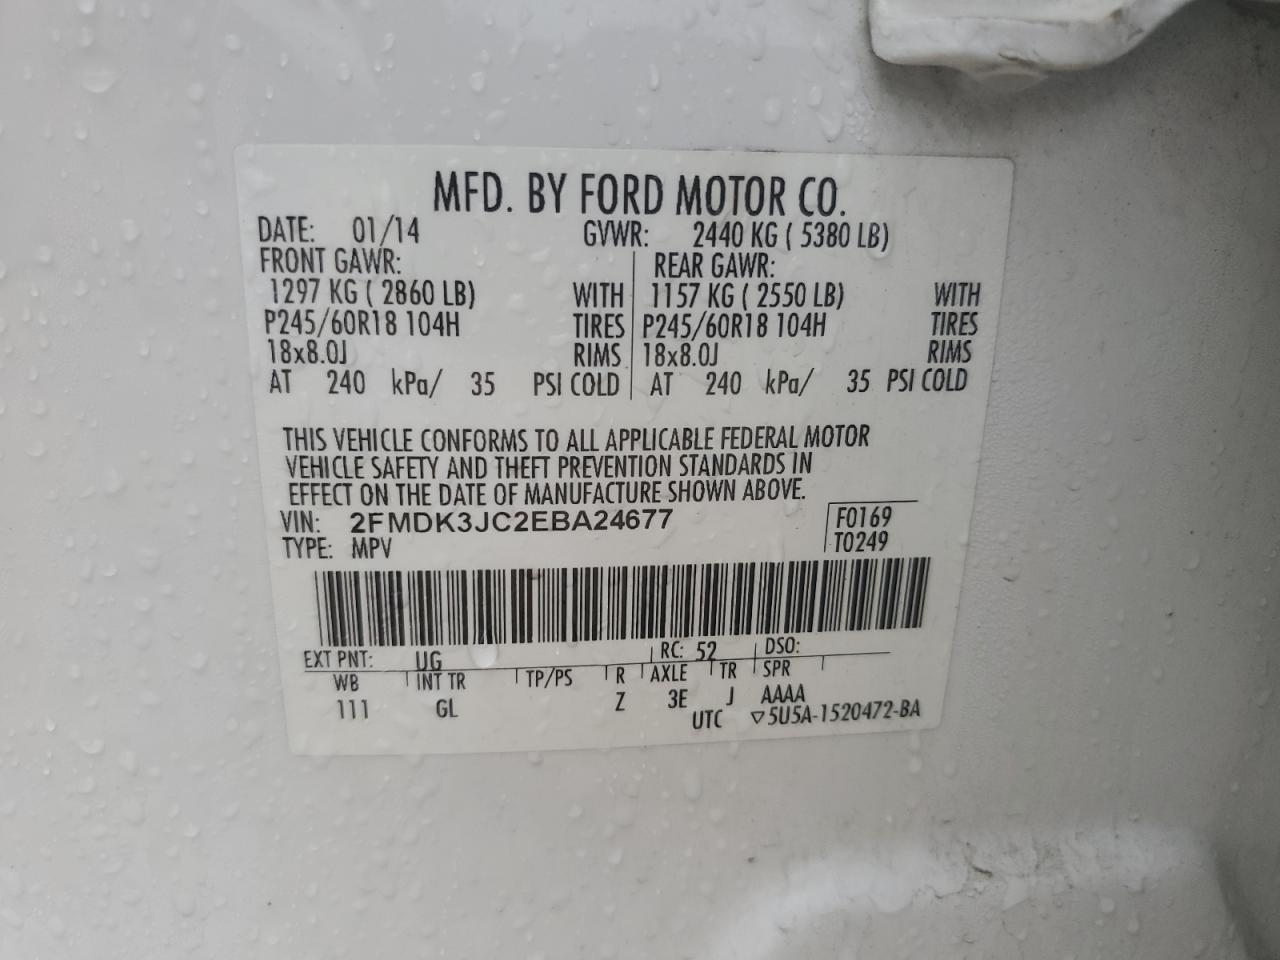 MFD. BY FORD MOTOR CO.
DATE: 01/14 GVWR: 2440 KG ( 5380 LB)
FRONT GAWR: REAR GAWR:
1297 KG ( 2860 LB) WITH 1157 KG ( 2550 LB) WITH
P245/60R18 104H TIRES P245/60R18 104H TIRES
18x8.0J RIMS 18x8.0J RIMS
AT 240 kPa/ 35 PSI COLD AT 240 kPa/ 35 PSI COLD
THIS VEHICLE CONFORMS TO ALL APPLICABLE FEDERAL MOTOR
VEHICLE SAFETY AND THEFT PREVENTION STANDARDS IN
EFFECT ON THE DATE OF MANUFACTURE SHOWN ABOVE.
VIN: 2FMDK3JC2EBA24677 F0169
TYPE: MPV T0249
EXT PNT: UG RC: 52 DSO:
WB INT TR TP/PS R AXLE TR SPR
111 GL Z 3E J AAAA
UTC ▽5U5A-1520472-BA